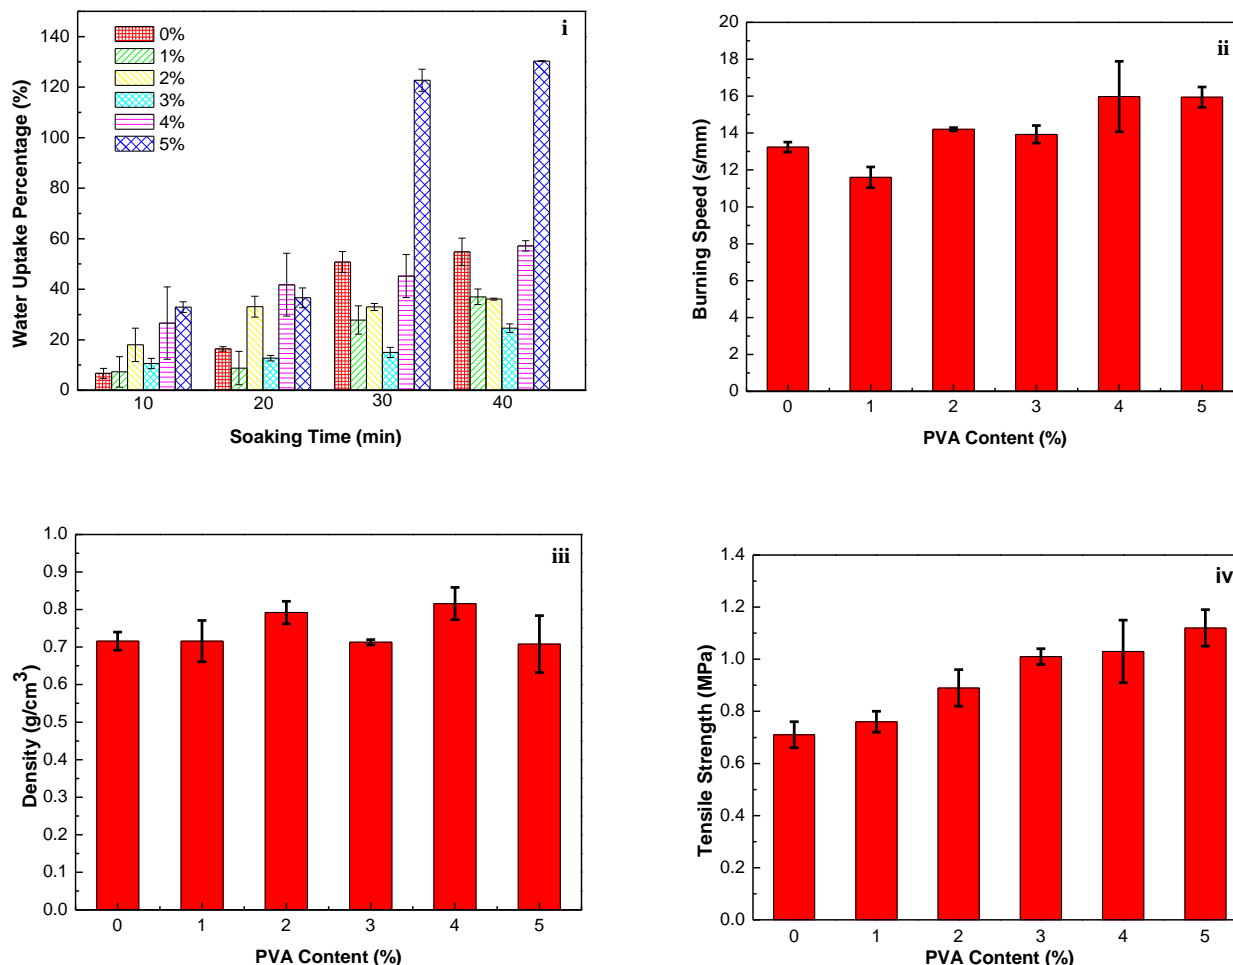 i
140
120
100
80
60
40
20
0
Water Uptake Percentage (%)
0%
1%
2%
3%
4%
5%
10 20 30 40
Soaking Time (min)
ii
20
18
16
14
12
10
8
6
4
2
0
Burning Speed (s/mm)
0 1 2 3 4 5
PVA Content (%)
iii
1.0
0.9
0.8
0.7
0.6
0.5
0.4
0.3
0.2
0.1
0.0
Density (g/cm³)
0 1 2 3 4 5
PVA Content (%)
iv
1.4
1.2
1.0
0.8
0.6
0.4
0.2
0.0
Tensile Strength (MPa)
0 1 2 3 4 5
PVA Content (%)